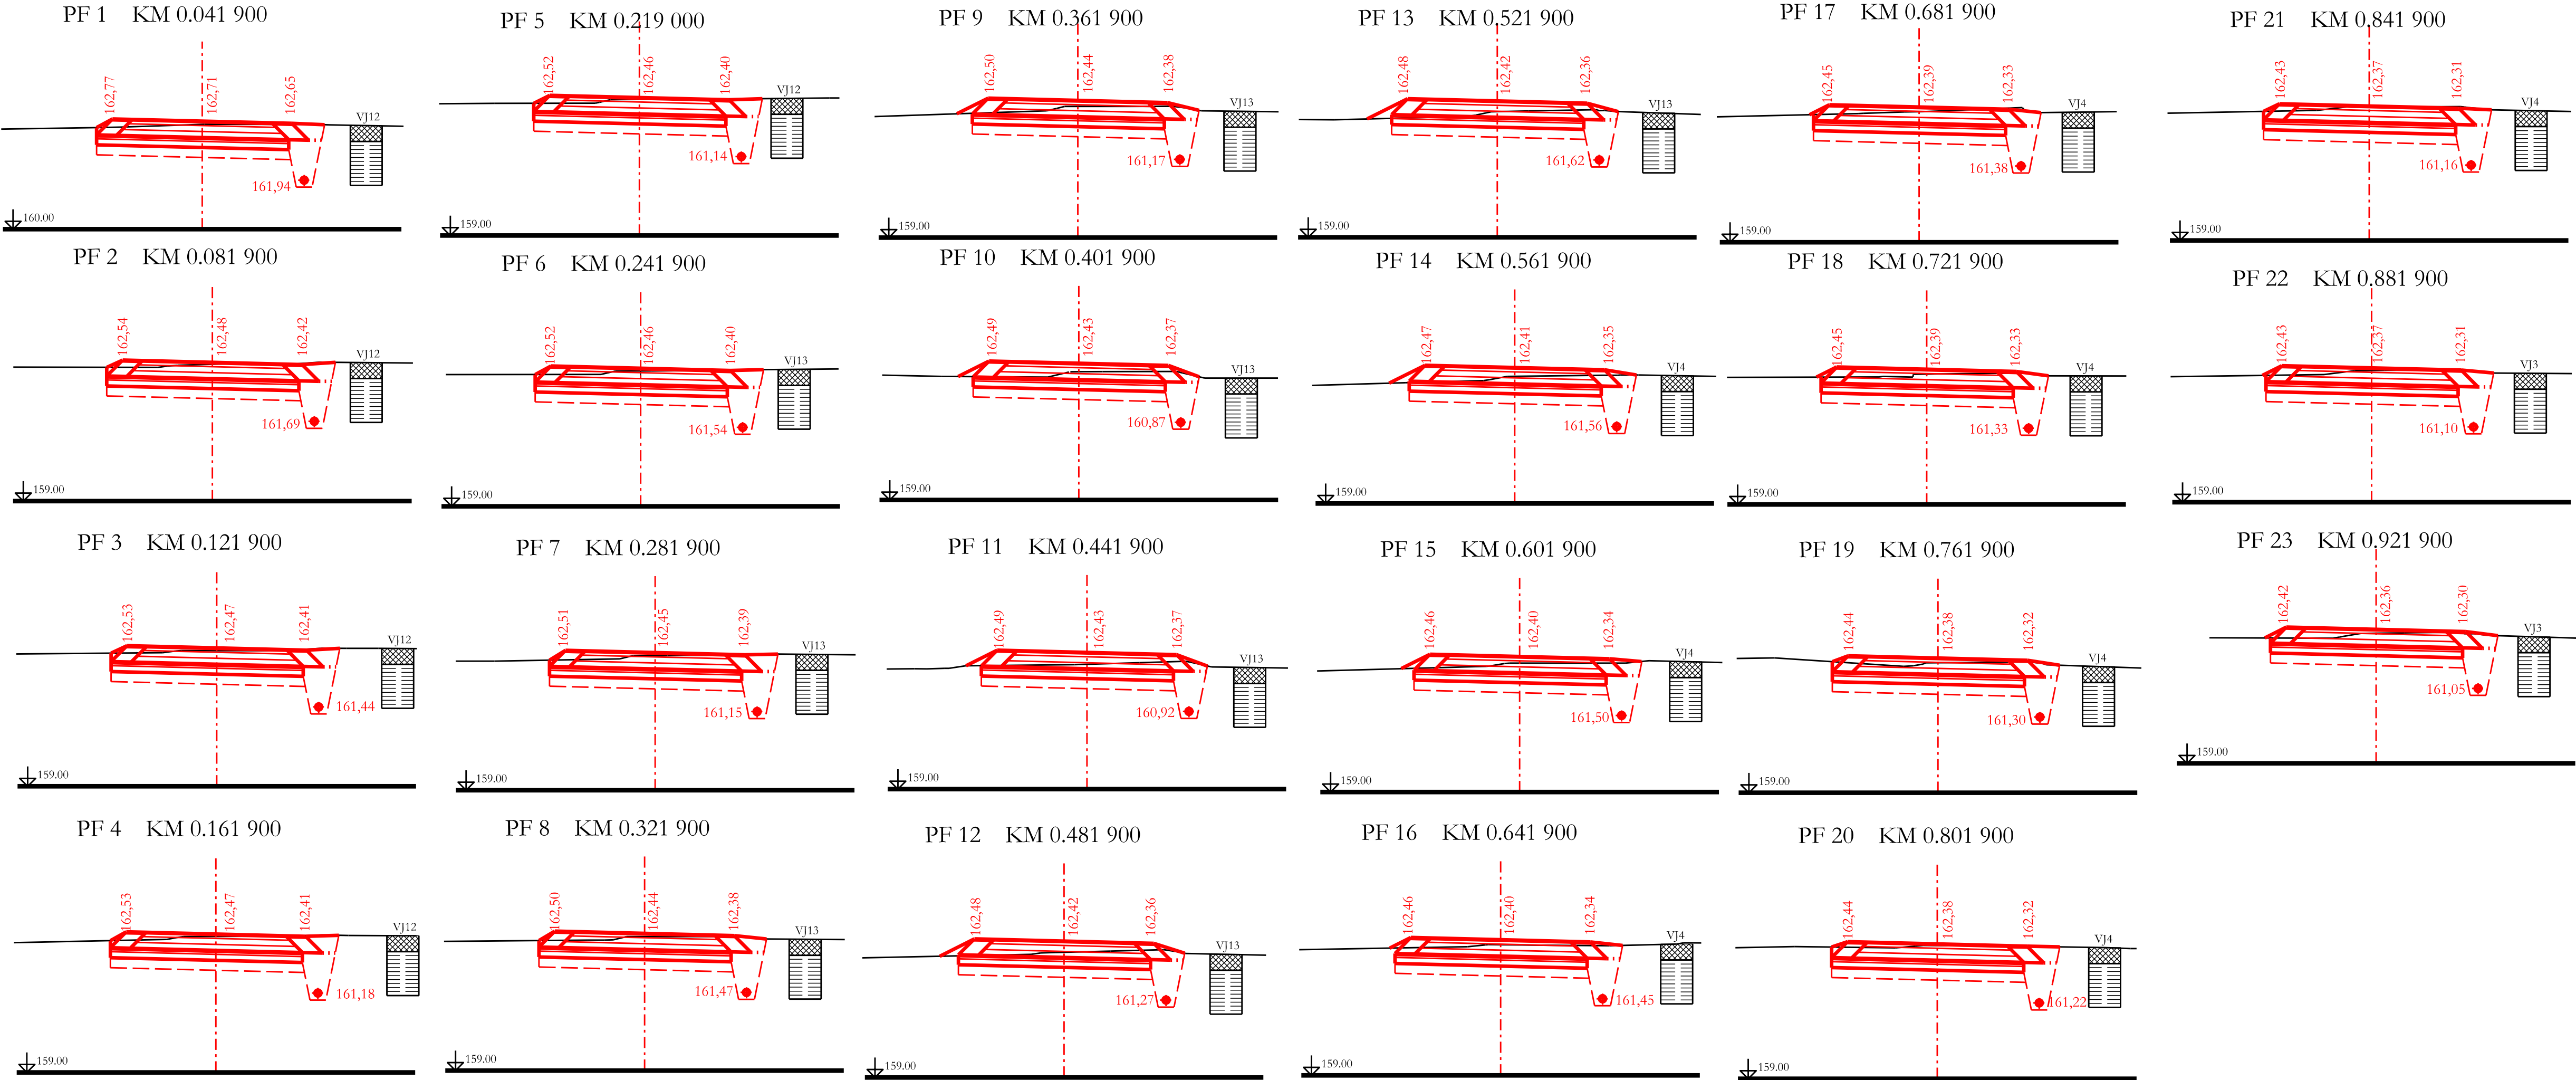 PF 1 KM 0.041 900
162,77 162,71 162,65
VJ12
161,94
160.00
PF 2 KM 0.081 900
162,54 162,48 162,42
VJ12
161,69
159.00
PF 3 KM 0.121 900
162,53 162,47 162,41
VJ12
161,44
159.00
PF 4 KM 0.161 900
162,53 162,47 162,41
VJ12
161,18
159.00
PF 5 KM 0.219 000
162,52 162,46 162,40
VJ12
161,14
159.00
PF 6 KM 0.241 900
162,52 162,46 162,40
VJ13
161,54
159.00
PF 7 KM 0.281 900
162,51 162,45 162,39
VJ13
161,15
159.00
PF 8 KM 0.321 900
162,50 162,44 162,38
VJ13
161,47
159.00
PF 9 KM 0.361 900
162,50 162,44 162,38
VJ13
161,17
159.00
PF 10 KM 0.401 900
162,49 162,43 162,37
VJ13
160,87
159.00
PF 11 KM 0.441 900
162,49 162,43 162,37
VJ13
160,92
159.00
PF 12 KM 0.481 900
162,48 162,42 162,36
VJ13
161,27
159.00
PF 13 KM 0.521 900
162,48 162,42 162,36
VJ13
161,62
159.00
PF 14 KM 0.561 900
162,47 162,41 162,35
VJ4
161,56
159.00
PF 15 KM 0.601 900
162,46 162,40 162,34
VJ4
161,50
159.00
PF 16 KM 0.641 900
162,46 162,40 162,34
VJ4
161,45
159.00
PF 17 KM 0.681 900
162,45 162,39 162,33
VJ4
161,38
159.00
PF 18 KM 0.721 900
162,45 162,39 162,33
VJ4
161,33
159.00
PF 19 KM 0.761 900
162,44 162,38 162,32
VJ4
161,30
159.00
PF 20 KM 0.801 900
162,44 162,38 162,32
VJ4
161,22
159.00
PF 21 KM 0.841 900
162,43 162,37 162,31
VJ4
161,16
159.00
PF 22 KM 0.881 900
162,43 162,37 162,31
VJ3
161,10
159.00
PF 23 KM 0.921 900
162,42 162,36 162,30
VJ3
161,05
159.00